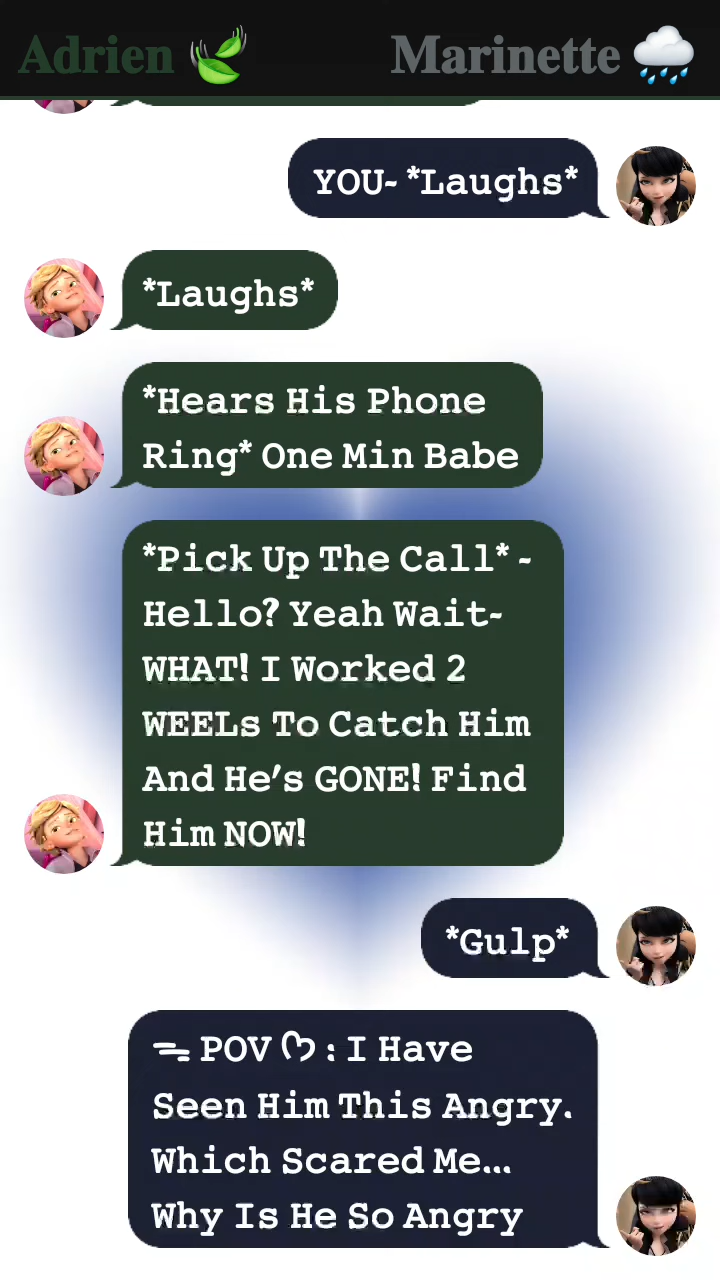 Adrien 🍃 Marinette 🌧️
YOU- *Laughs*
*Laughs*
*Hears His Phone
Ring* One Min Babe
*Pick Up The Call* -
Hello? Yeah Wait-
WHAT! I Worked 2
WEELs To Catch Him
And He's GONE! Find
Him NOW!
*Gulp*
POV ♡ : I Have
Seen Him This Angry.
Which Scared Me...
Why Is He So Angry